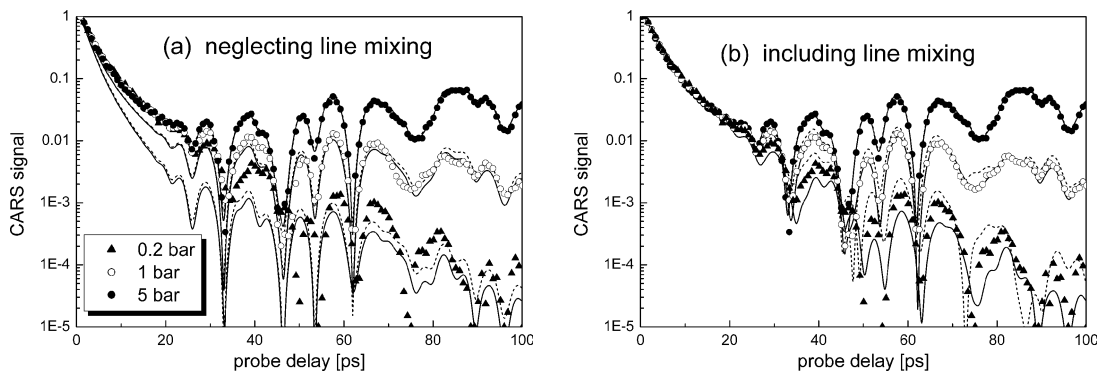 (a) neglecting line mixing
CARS signal
1
0.1
0.01
1E-3
1E-4
1E-5
0.2 bar
1 bar
5 bar
0 20 40 60 80 100
probe delay [ps]
(b) including line mixing
CARS signal
1
0.1
0.01
1E-3
1E-4
1E-5
0 20 40 60 80 100
probe delay [ps]